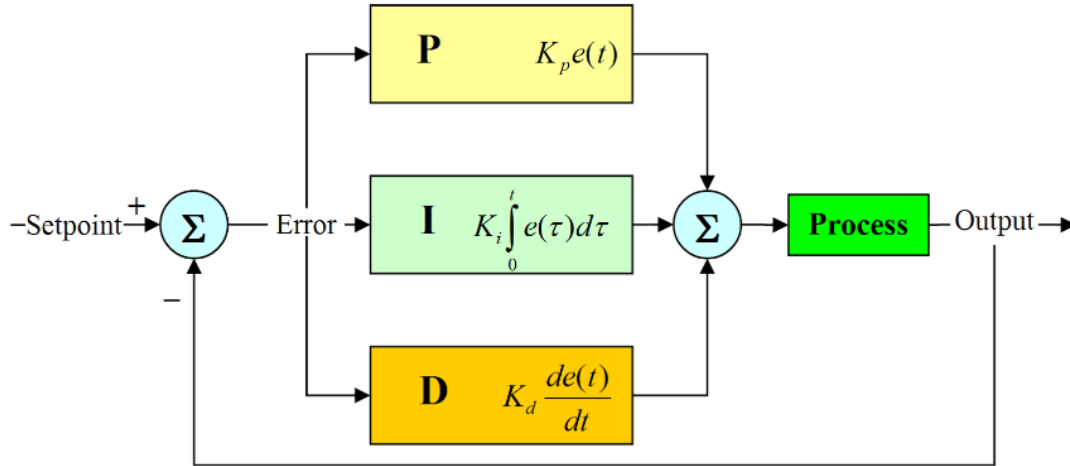 P K_p e(t)
Setpoint + Σ Error I K_i ∫_0^t e(τ)dτ Σ Process Output
−
D K_d de(t)/dt